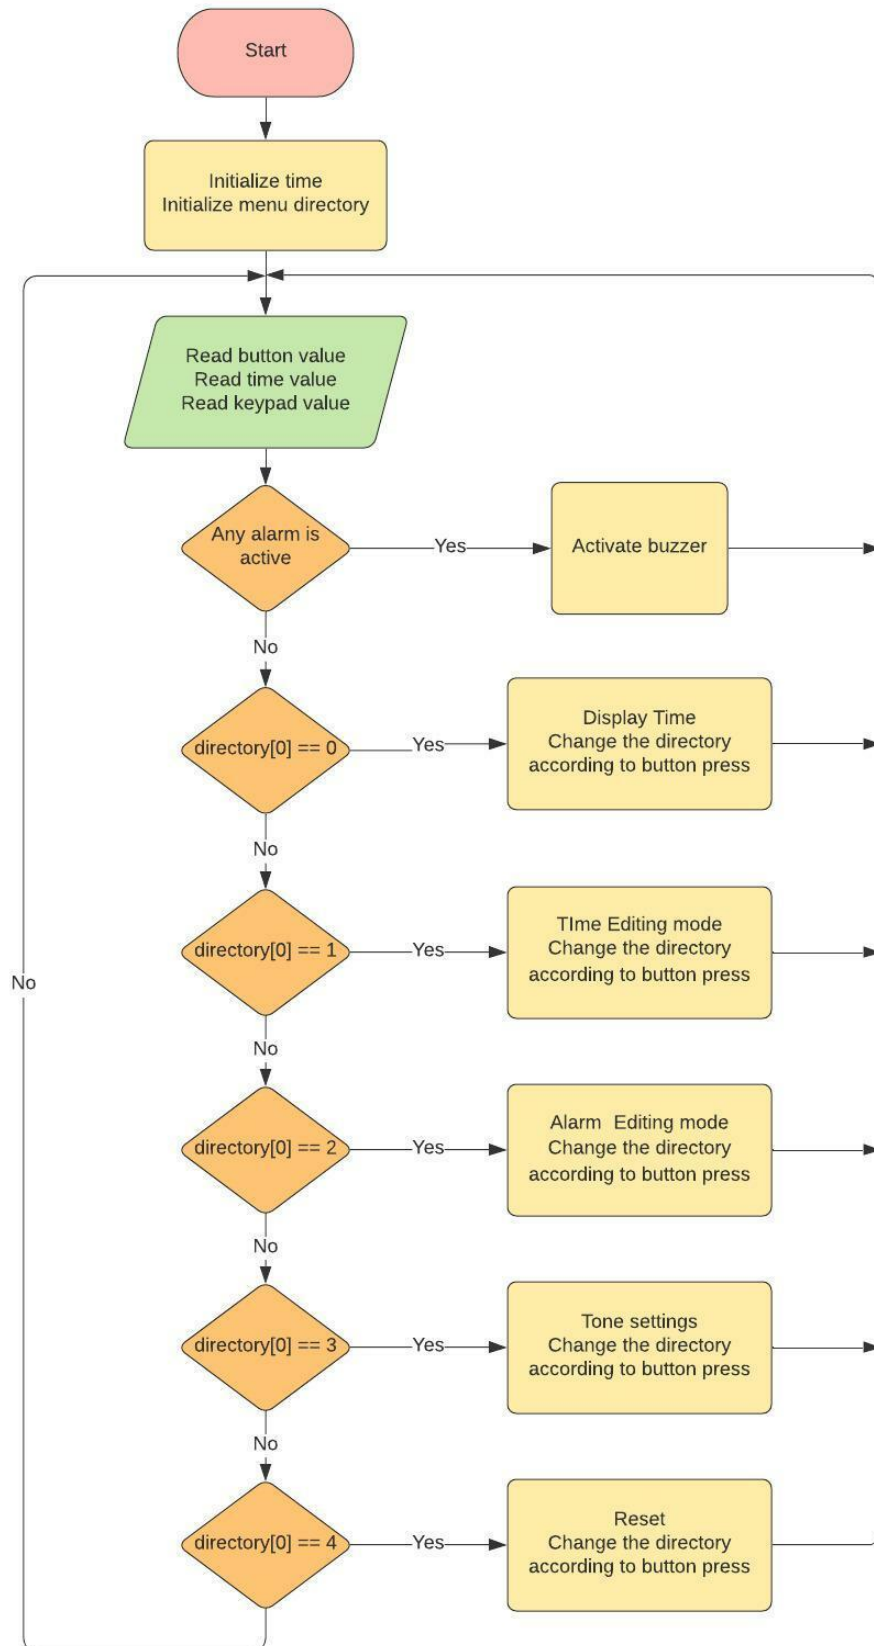 Start
Initialize time
Initialize menu directory
Read button value
Read time value
Read keypad value
Any alarm is
active
Yes
Activate buzzer
No
directory[0] == 0
Yes
Display Time
Change the directory
according to button press
No
directory[0] == 1
Yes
TIme Editing mode
Change the directory
according to button press
No
No
directory[0] == 2
Yes
Alarm  Editing mode
Change the directory
according to button press
No
directory[0] == 3
Yes
Tone settings
Change the directory
according to button press
No
directory[0] == 4
Yes
Reset
Change the directory
according to button press